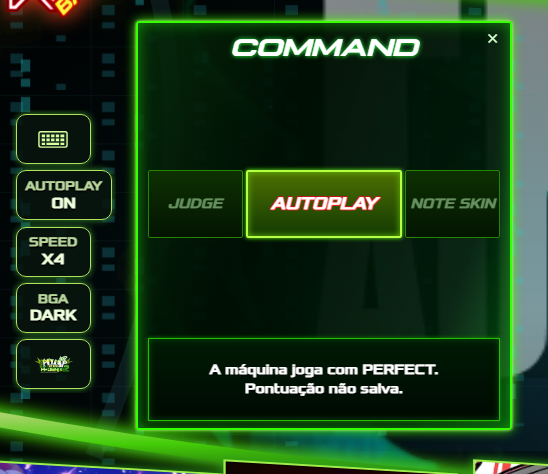 COMMAND
×
AUTOPLAY
ON
SPEED
X4
BGA
DARK
JUDGE
AUTOPLAY
NOTE SKIN
A máquina joga com PERFECT.
Pontuação não salva.